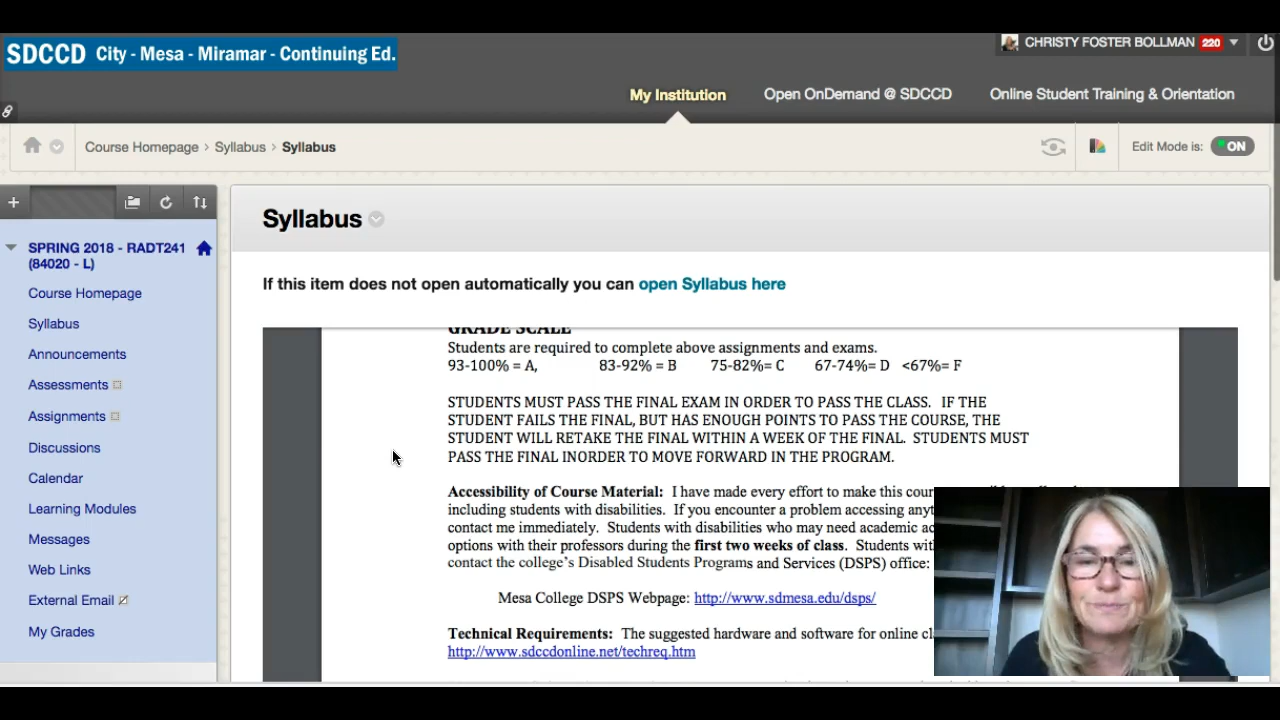 SDCCD City - Mesa - Miramar - Continuing Ed.
CHRISTY FOSTER BOLLMAN 220
My Institution Open OnDemand @ SDCCD Online Student Training & Orientation
Course Homepage > Syllabus > Syllabus
Edit Mode is: ON
SPRING 2018 - RADT241
(84020 - L)
Course Homepage
Syllabus
Announcements
Assessments
Assignments
Discussions
Calendar
Learning Modules
Messages
Web Links
External Email
My Grades
Syllabus
If this item does not open automatically you can open Syllabus here
GRADE SCALE
Students are required to complete above assignments and exams.
93-100% = A, 83-92% = B 75-82%= C 67-74%= D <67%= F
STUDENTS MUST PASS THE FINAL EXAM IN ORDER TO PASS THE CLASS. IF THE
STUDENT FAILS THE FINAL, BUT HAS ENOUGH POINTS TO PASS THE COURSE, THE
STUDENT WILL RETAKE THE FINAL WITHIN A WEEK OF THE FINAL. STUDENTS MUST
PASS THE FINAL INORDER TO MOVE FORWARD IN THE PROGRAM.
Accessibility of Course Material: I have made every effort to make this cour
including students with disabilities. If you encounter a problem accessing anyt
contact me immediately. Students with disabilities who may need academic ac
options with their professors during the first two weeks of class. Students wit
contact the college's Disabled Students Programs and Services (DSPS) office:
Mesa College DSPS Webpage: http://www.sdmesa.edu/dsps/
Technical Requirements: The suggested hardware and software for online cl
http://www.sdccdonline.net/techreq.htm